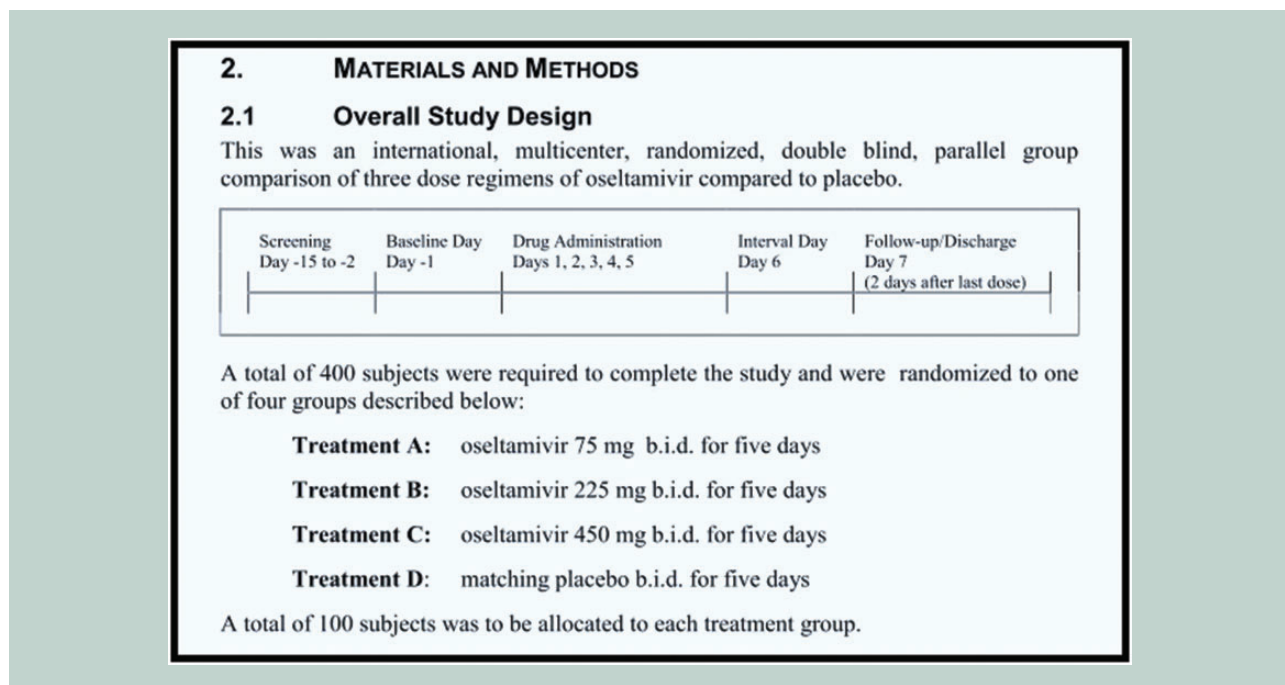 2. MATERIALS AND METHODS
2.1 Overall Study Design
This was an international, multicenter, randomized, double blind, parallel group
comparison of three dose regimens of oseltamivir compared to placebo.
Screening Baseline Day Drug Administration Interval Day Follow-up/Discharge
Day -15 to -2 Day -1 Days 1, 2, 3, 4, 5 Day 6 Day 7
(2 days after last dose)
A total of 400 subjects were required to complete the study and were randomized to one
of four groups described below:
Treatment A: oseltamivir 75 mg b.i.d. for five days
Treatment B: oseltamivir 225 mg b.i.d. for five days
Treatment C: oseltamivir 450 mg b.i.d. for five days
Treatment D: matching placebo b.i.d. for five days
A total of 100 subjects was to be allocated to each treatment group.